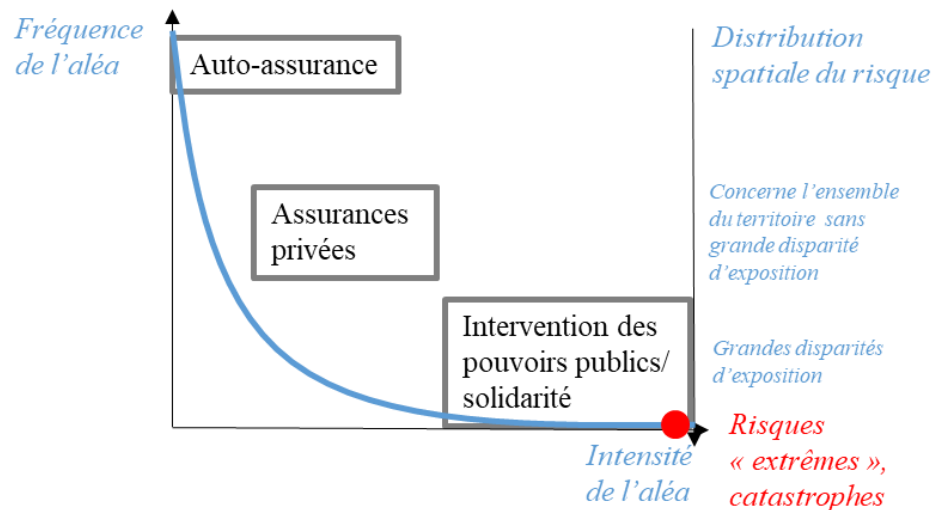 Fréquence
de l'aléa
Auto-assurance
Distribution
spatiale du risque
Assurances
privées
Concerne l'ensemble
du territoire sans
grande disparité
d'exposition
Intervention des
pouvoirs publics/
solidarité
Grandes disparités
d'exposition
Intensité
de l'aléa
Risques
« extrêmes »,
catastrophes